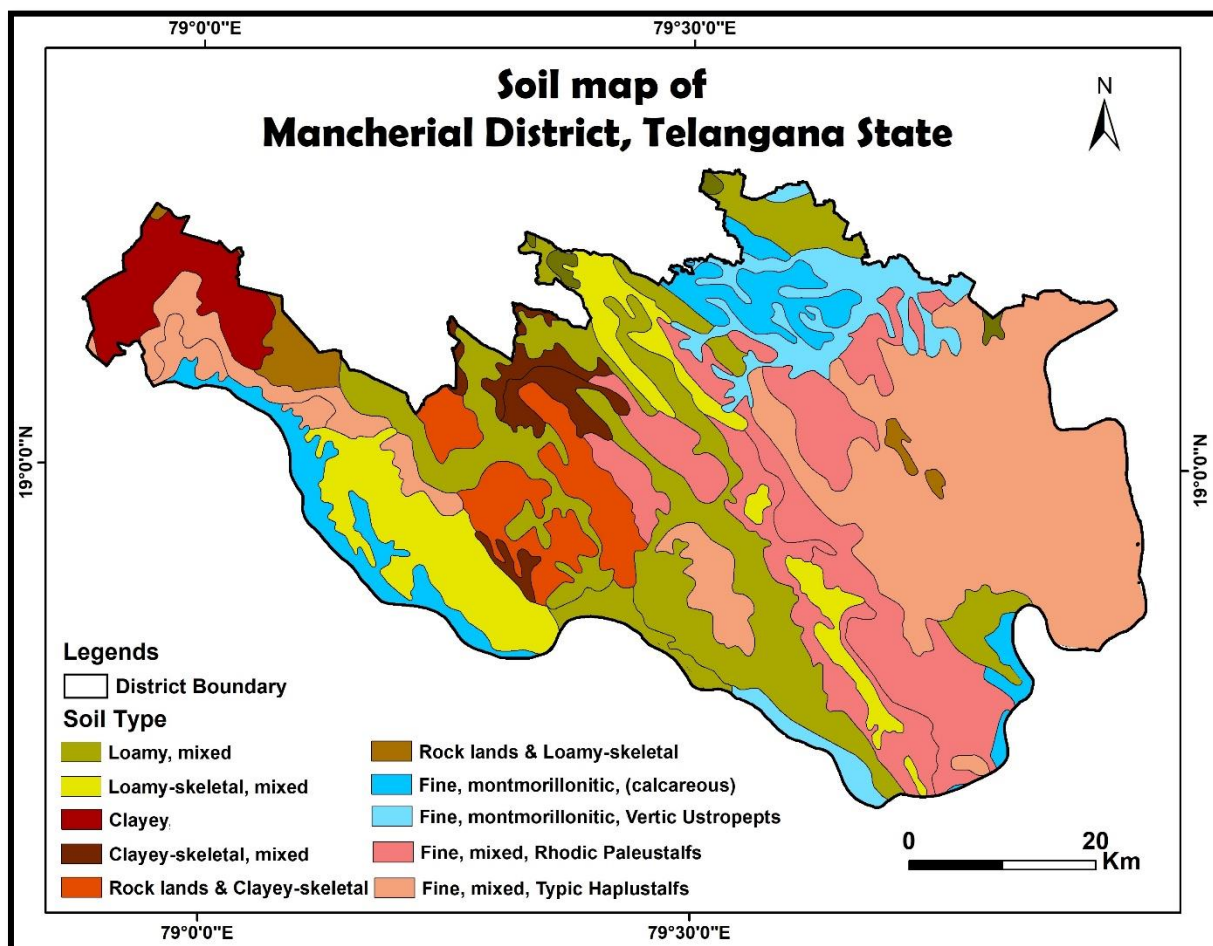 79°0'0"E
79°30'0"E
Soil map of
Mancherial District, Telangana State
N
19°0'0"N
19°0'0"N
Legends
District Boundary
Soil Type
Loamy, mixed
Loamy-skeletal, mixed
Clayey,
Clayey-skeletal, mixed
Rock lands & Clayey-skeletal
Rock lands & Loamy-skeletal
Fine, montmorillonitic, (calcareous)
Fine, montmorillonitic, Vertic Ustropepts
Fine, mixed, Rhodic Paleustalfs
Fine, mixed, Typic Haplustalfs
0 20
Km
79°0'0"E
79°30'0"E